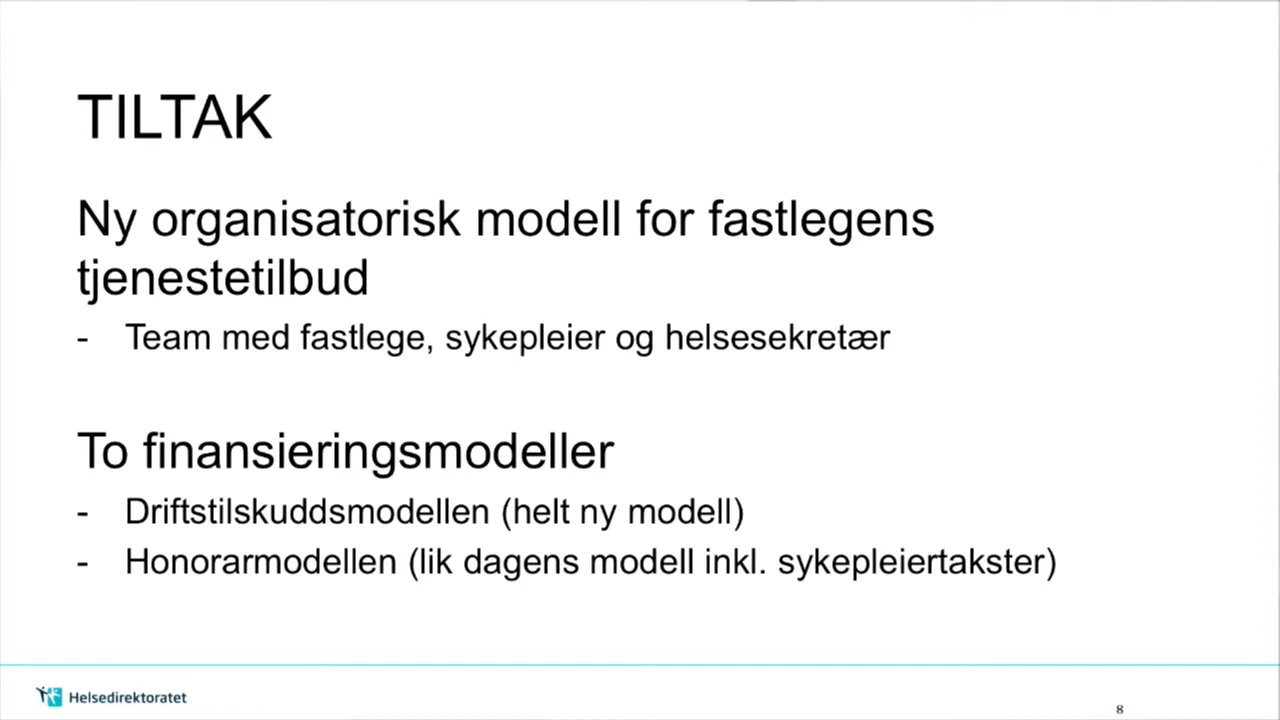 TILTAK
Ny organisatorisk modell for fastlegens
tjenestetilbud
- Team med fastlege, sykepleier og helsesekretær
To finansieringsmodeller
- Driftstilskuddsmodellen (helt ny modell)
- Honorarmodellen (lik dagens modell inkl. sykepleiertakster)
Helsedirektoratet
8